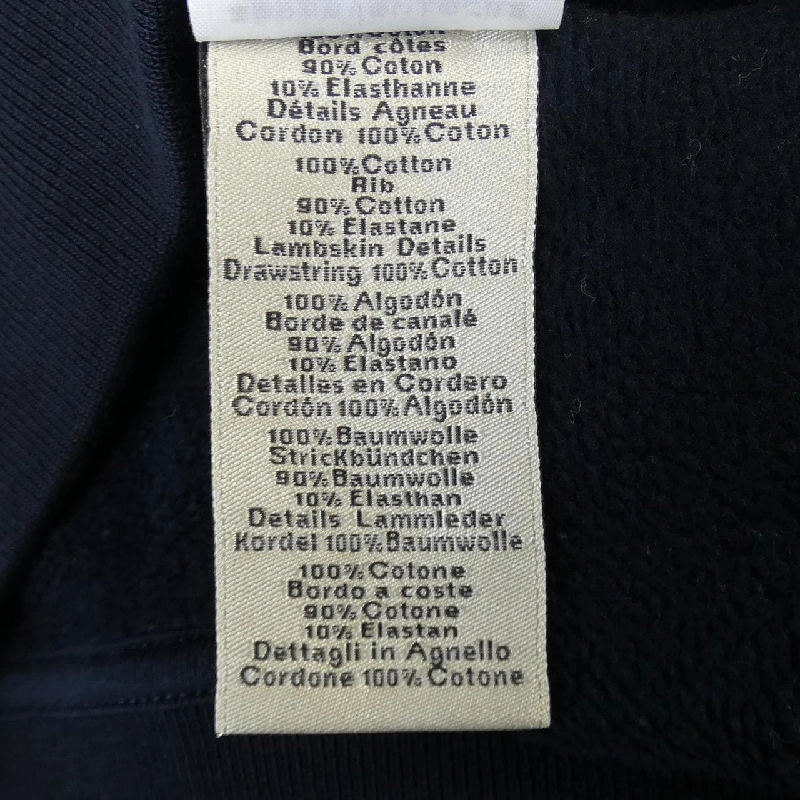 Bord côtes
90% Coton
10% Elasthanne
Détails Agneau
Cordon 100% Coton
100% Cotton
Rib
90% Cotton
10% Elastane
Lambskin Details
Drawstring 100% Cotton
100% Algodón
Borde de canalé
90% Algodón
10% Elastano
Detalles en Cordero
Cordón 100% Algodón
100% Baumwolle
Strickbündchen
90% Baumwolle
10% Elasthan
Details Lammleder
Kordel 100% Baumwolle
100% Cotone
Bordo a coste
90% Cotone
10% Elastan
Dettagli in Agnello
Cordone 100% Cotone